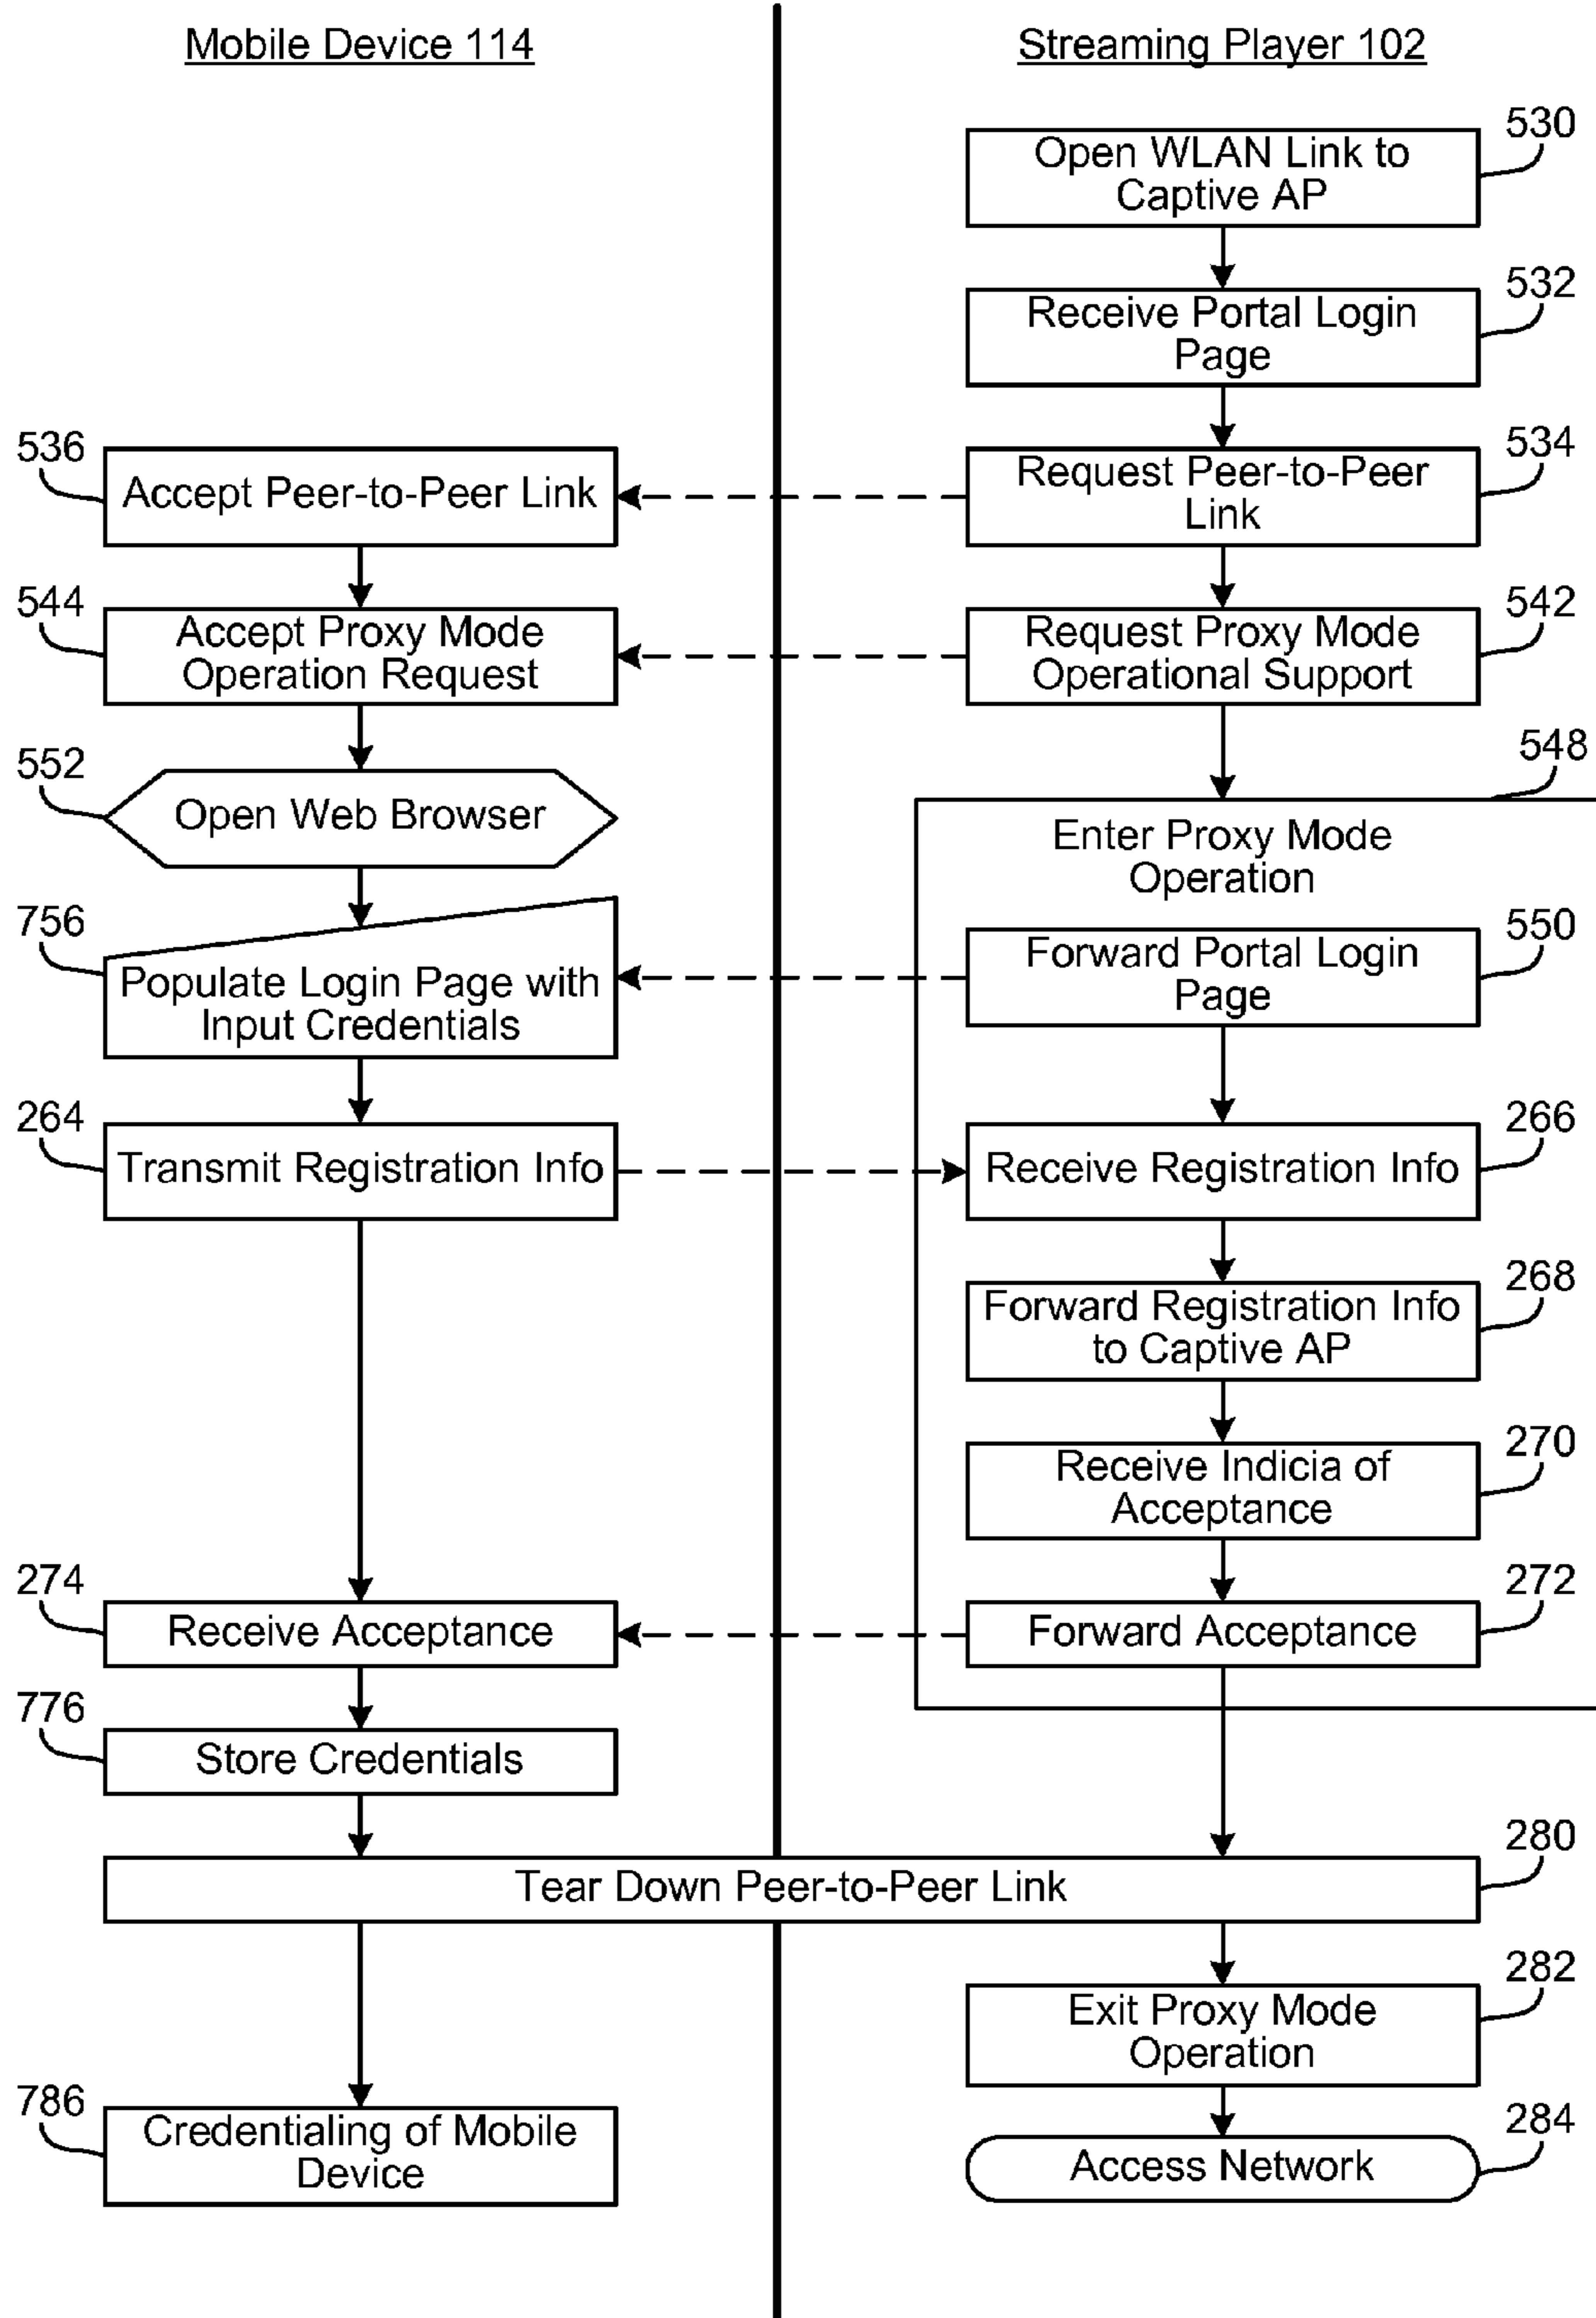 Mobile Device 114
Streaming Player 102
530
Open WLAN Link to
Captive AP
532
Receive Portal Login
Page
536
Accept Peer-to-Peer Link
534
Request Peer-to-Peer
Link
544
Accept Proxy Mode
Operation Request
542
Request Proxy Mode
Operational Support
552
Open Web Browser
548
Enter Proxy Mode
Operation
756
Populate Login Page with
Input Credentials
550
Forward Portal Login
Page
264
Transmit Registration Info
266
Receive Registration Info
268
Forward Registration Info
to Captive AP
270
Receive Indicia of
Acceptance
274
Receive Acceptance
272
Forward Acceptance
776
Store Credentials
280
Tear Down Peer-to-Peer Link
282
Exit Proxy Mode
Operation
786
Credentialing of Mobile
Device
284
Access Network